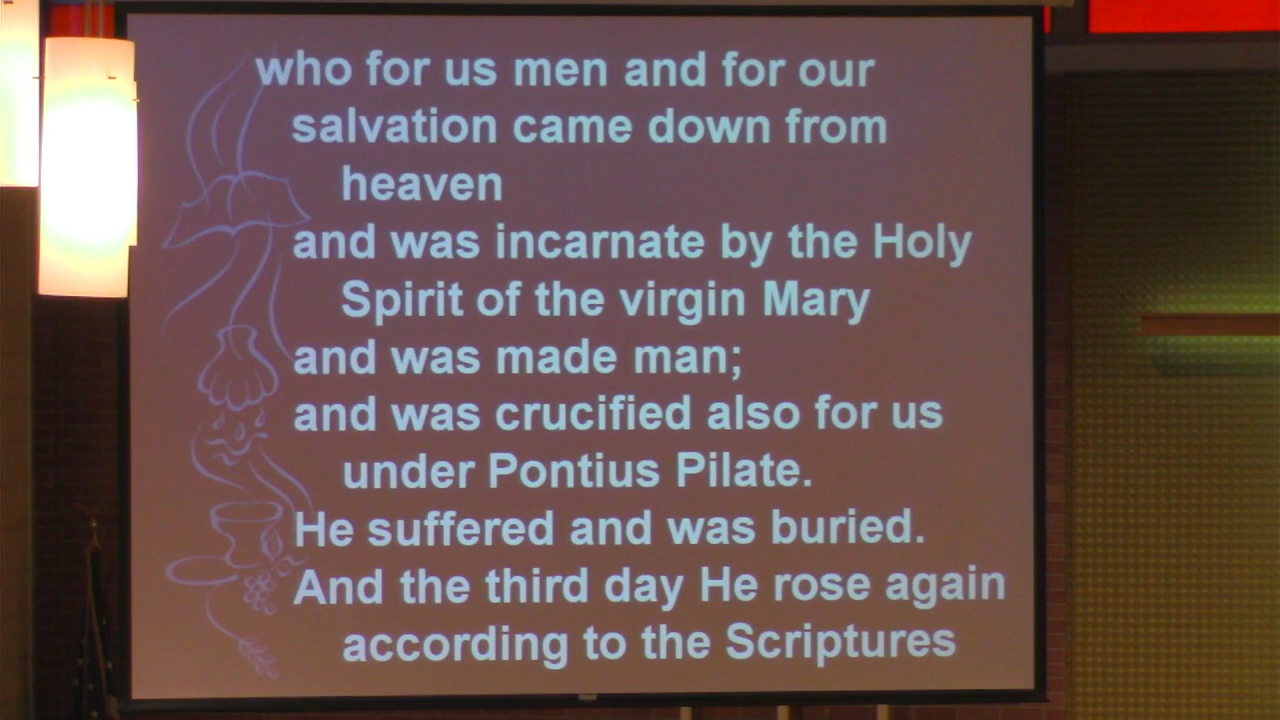 who for us men and for our
salvation came down from
heaven
and was incarnate by the Holy
Spirit of the virgin Mary
and was made man;
and was crucified also for us
under Pontius Pilate.
He suffered and was buried.
And the third day He rose again
according to the Scriptures